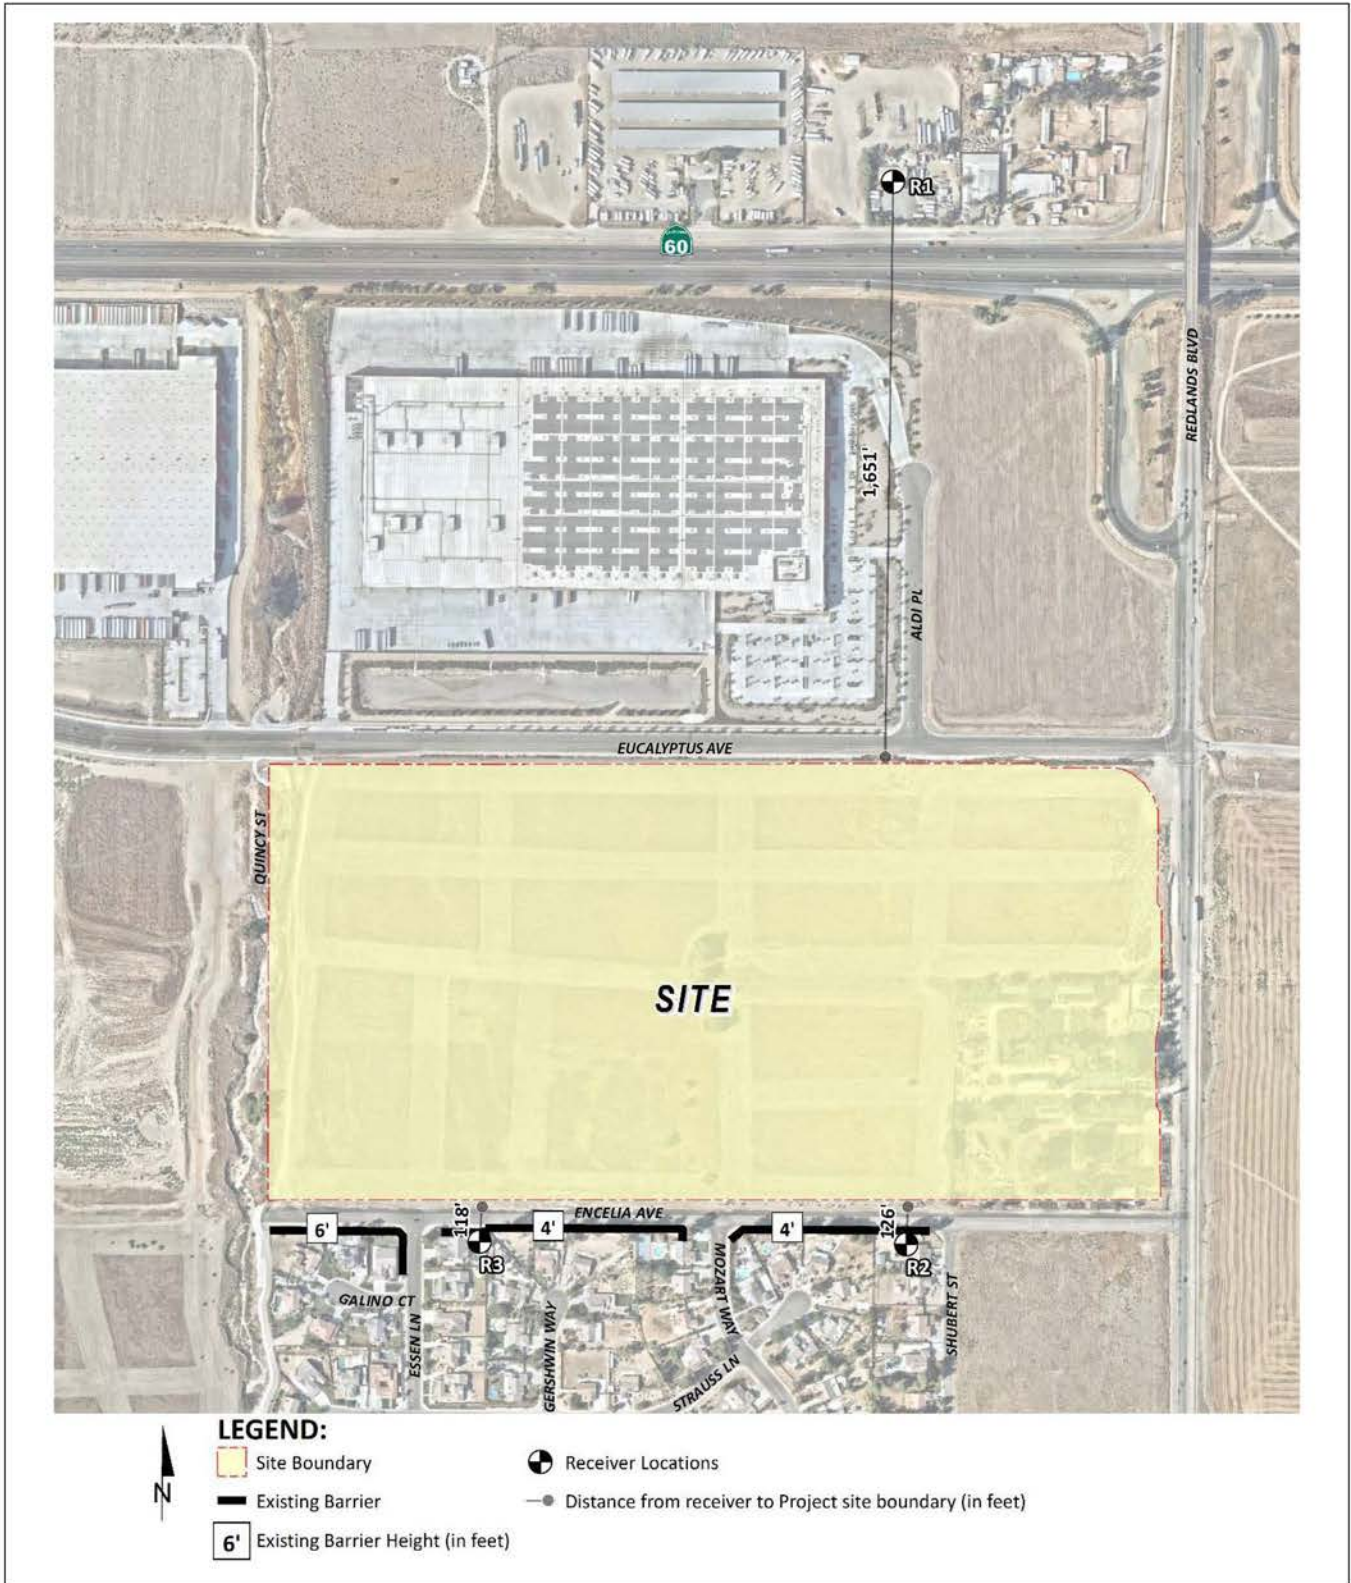 R1
60
REDLANDS BLVD
1,651'
ALDI PL
EUCALYPTUS AVE
QUINCY ST
SITE
118'
ENCELIA AVE
126'
6'
4'
4'
R3
R2
GALINO CT
ESSEN LN
GERSHWIN WAY
MOZART WAY
STRAUSS LN
SHUBERT ST
LEGEND:
N
Site Boundary
Receiver Locations
Existing Barrier
Distance from receiver to Project site boundary (in feet)
6'
Existing Barrier Height (in feet)